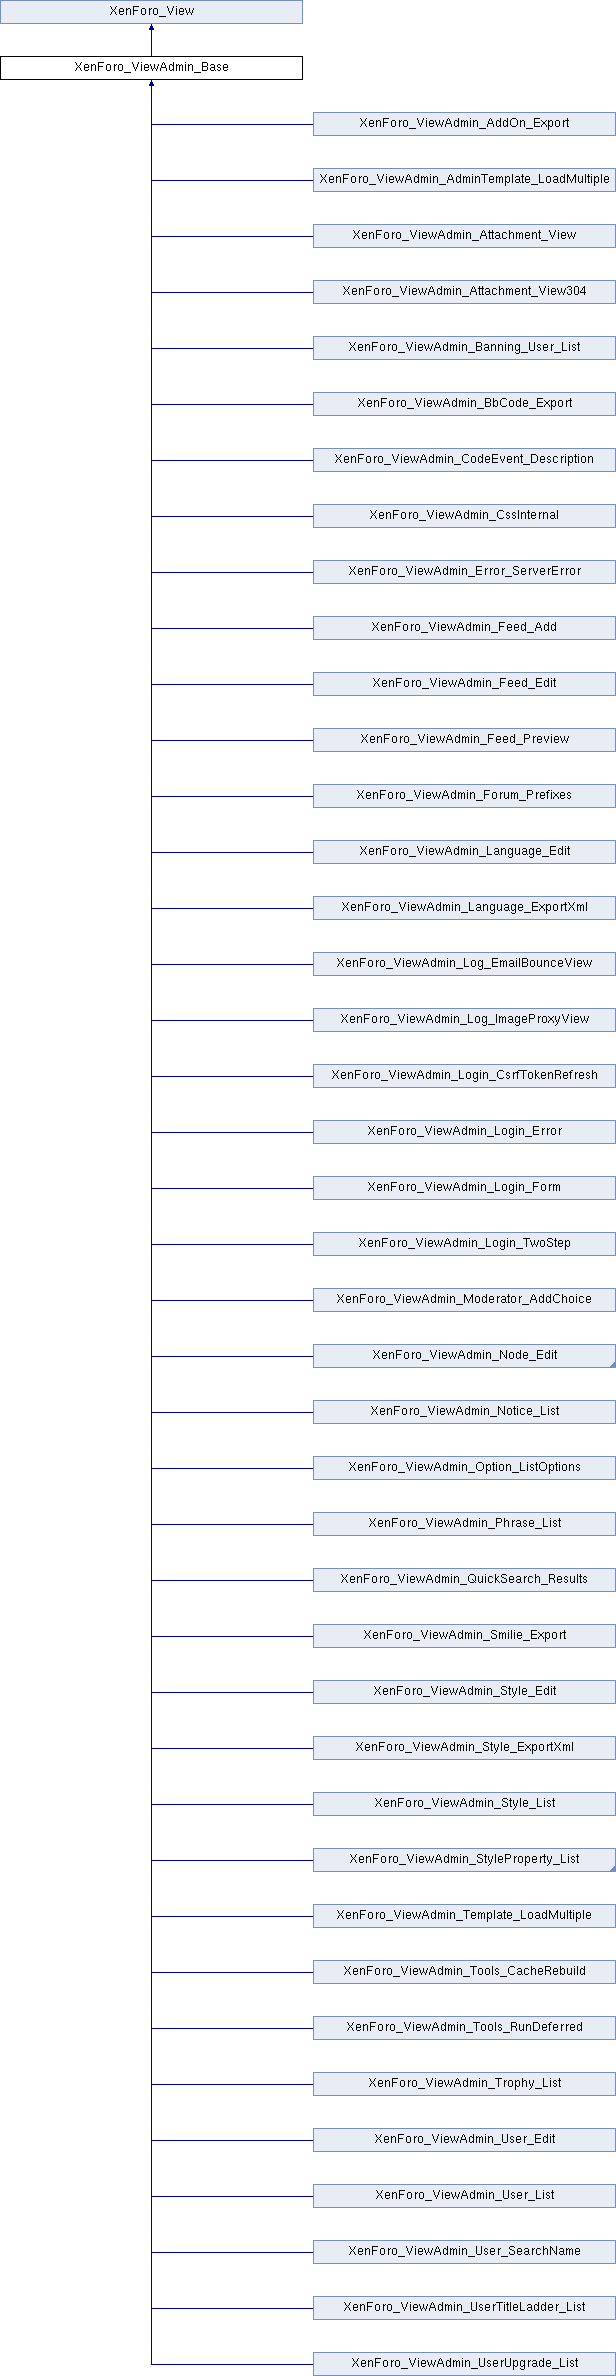 XenForo_View
XenForo_ViewAdmin_Base
XenForo_ViewAdmin_AddOn_Export
XenForo_ViewAdmin_AdminTemplate_LoadMultiple
XenForo_ViewAdmin_Attachment_View
XenForo_ViewAdmin_Attachment_View304
XenForo_ViewAdmin_Banning_User_List
XenForo_ViewAdmin_BbCode_Export
XenForo_ViewAdmin_CodeEvent_Description
XenForo_ViewAdmin_CssInternal
XenForo_ViewAdmin_Error_ServerError
XenForo_ViewAdmin_Feed_Add
XenForo_ViewAdmin_Feed_Edit
XenForo_ViewAdmin_Feed_Preview
XenForo_ViewAdmin_Forum_Prefixes
XenForo_ViewAdmin_Language_Edit
XenForo_ViewAdmin_Language_ExportXml
XenForo_ViewAdmin_Log_EmailBounceView
XenForo_ViewAdmin_Log_ImageProxyView
XenForo_ViewAdmin_Login_CsrfTokenRefresh
XenForo_ViewAdmin_Login_Error
XenForo_ViewAdmin_Login_Form
XenForo_ViewAdmin_Login_TwoStep
XenForo_ViewAdmin_Moderator_AddChoice
XenForo_ViewAdmin_Node_Edit
XenForo_ViewAdmin_Notice_List
XenForo_ViewAdmin_Option_ListOptions
XenForo_ViewAdmin_Phrase_List
XenForo_ViewAdmin_QuickSearch_Results
XenForo_ViewAdmin_Smilie_Export
XenForo_ViewAdmin_Style_Edit
XenForo_ViewAdmin_Style_ExportXml
XenForo_ViewAdmin_Style_List
XenForo_ViewAdmin_StyleProperty_List
XenForo_ViewAdmin_Template_LoadMultiple
XenForo_ViewAdmin_Tools_CacheRebuild
XenForo_ViewAdmin_Tools_RunDeferred
XenForo_ViewAdmin_Trophy_List
XenForo_ViewAdmin_User_Edit
XenForo_ViewAdmin_User_List
XenForo_ViewAdmin_User_SearchName
XenForo_ViewAdmin_UserTitleLadder_List
XenForo_ViewAdmin_UserUpgrade_List